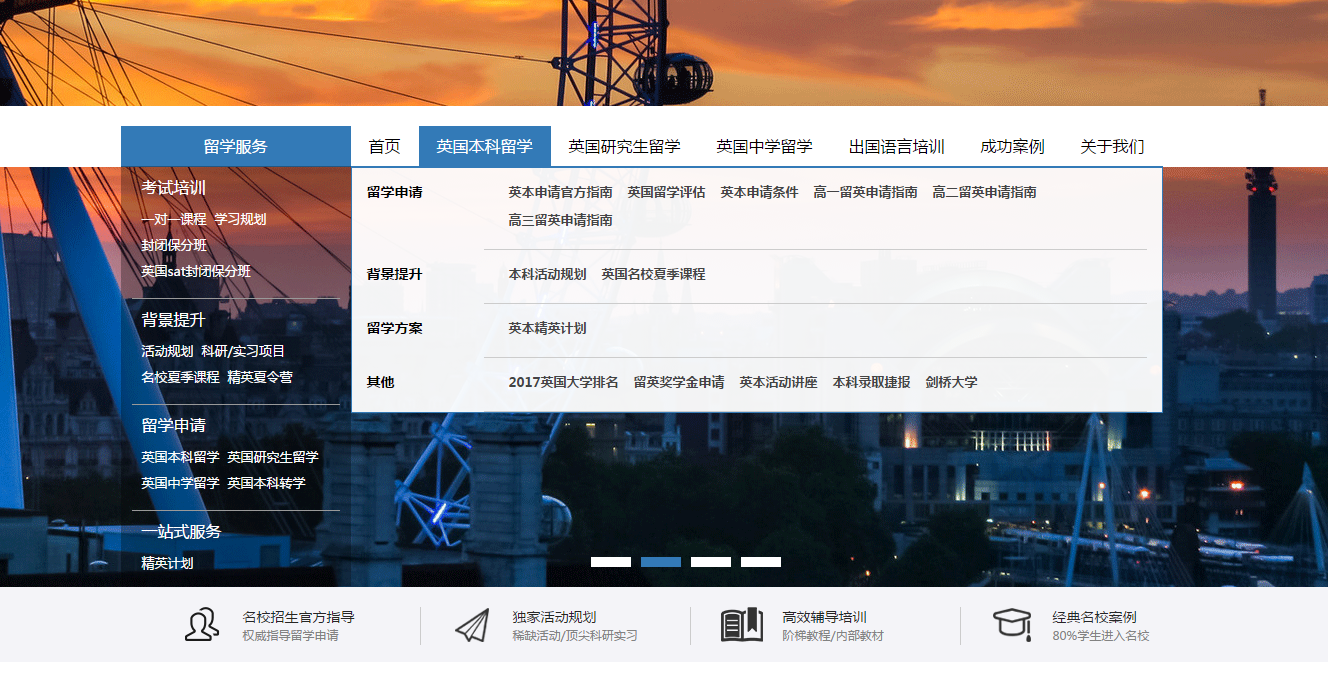 留学服务 首页 英国本科留学 英国研究生留学 英国中学留学 出国语言培训 成功案例 关于我们
考试培训
一对一课程 学习规划
封闭保分班
英国sat封闭保分班
背景提升
活动规划 科研/实习项目
名校夏季课程 精英夏令营
留学申请
英国本科留学 英国研究生留学
英国中学留学 英国本科转学
一站式服务
精英计划
留学申请 英本申请官方指南 英国留学评估 英本申请条件 高一留英申请指南 高二留英申请指南
高三留英申请指南
背景提升 本科活动规划 英国名校夏季课程
留学方案 英本精英计划
其他 2017英国大学排名 留英奖学金申请 英本活动讲座 本科录取捷报 剑桥大学
名校招生官方指导
权威指导留学申请
独家活动规划
稀缺活动/顶尖科研实习
高效辅导培训
阶梯教程/内部教材
经典名校案例
80%学生进入名校